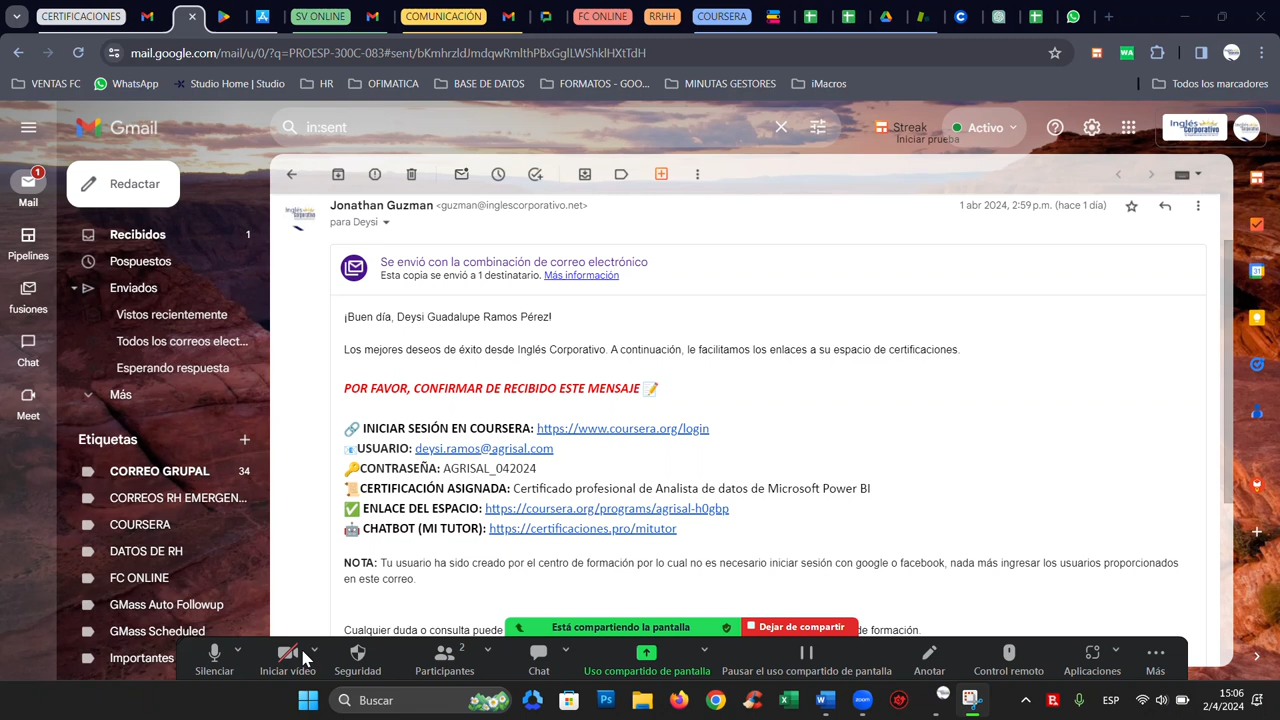 CERTIFICACIONES
SV ONLINE
COMUNICACIÓN
FC ONLINE
RRHH
COURSERA
mail.google.com/mail/u/0/?q=PROESP-300C-083#sent/bKmhrzldJmdqwRmlthPBxGglLWShklHXtTdH
VENTAS FC
WhatsApp
Studio Home | Studio
HR
OFIMATICA
BASE DE DATOS
FORMATOS - GOO...
MINUTAS GESTORES
iMacros
Todos los marcadores
Gmail
in:sent
Streak
Iniciar prueba
Activo
Inglés
Corporativo
1
Mail
Redactar
Recibidos 1
Pipelines
Pospuestos
Enviados
fusiones
Vistos recientemente
Todos los correos elect...
Chat
Esperando respuesta
Más
Meet
Etiquetas
CORREO GRUPAL 34
CORREOS RH EMERGEN...
COURSERA
DATOS DE RH
FC ONLINE
GMass Auto Followup
GMass Scheduled
Importantes
Jonathan Guzman <guzman@inglescorporativo.net>
1 abr 2024, 2:59 p.m. (hace 1 día)
para Deysi
Se envió con la combinación de correo electrónico
Esta copia se envió a 1 destinatario. Más información
¡Buen día, Deysi Guadalupe Ramos Pérez!
Los mejores deseos de éxito desde Inglés Corporativo. A continuación, le facilitamos los enlaces a su espacio de certificaciones.
POR FAVOR, CONFIRMAR DE RECIBIDO ESTE MENSAJE 📝
🔗 INICIAR SESIÓN EN COURSERA: https://www.coursera.org/login
📧USUARIO: deysi.ramos@agrisal.com
🔑CONTRASEÑA: AGRISAL_042024
📜CERTIFICACIÓN ASIGNADA: Certificado profesional de Analista de datos de Microsoft Power BI
✅ ENLACE DEL ESPACIO: https://coursera.org/programs/agrisal-h0gbp
🤖 CHATBOT (MI TUTOR): https://certificaciones.pro/mitutor
NOTA: Tu usuario ha sido creado por el centro de formación por lo cual no es necesario iniciar sesión con google o facebook, nada más ingresar los usuarios proporcionados
en este correo.
Cualquier duda o consulta puede
de formación.
Está compartiendo la pantalla
Dejar de compartir
Silenciar
Iniciar video
Seguridad
2
Participantes
Chat
Uso compartido de pantalla
Pausar el uso compartido de pantalla
Anotar
Control remoto
Aplicaciones
Más
Buscar
ESP
15:06
2/4/2024